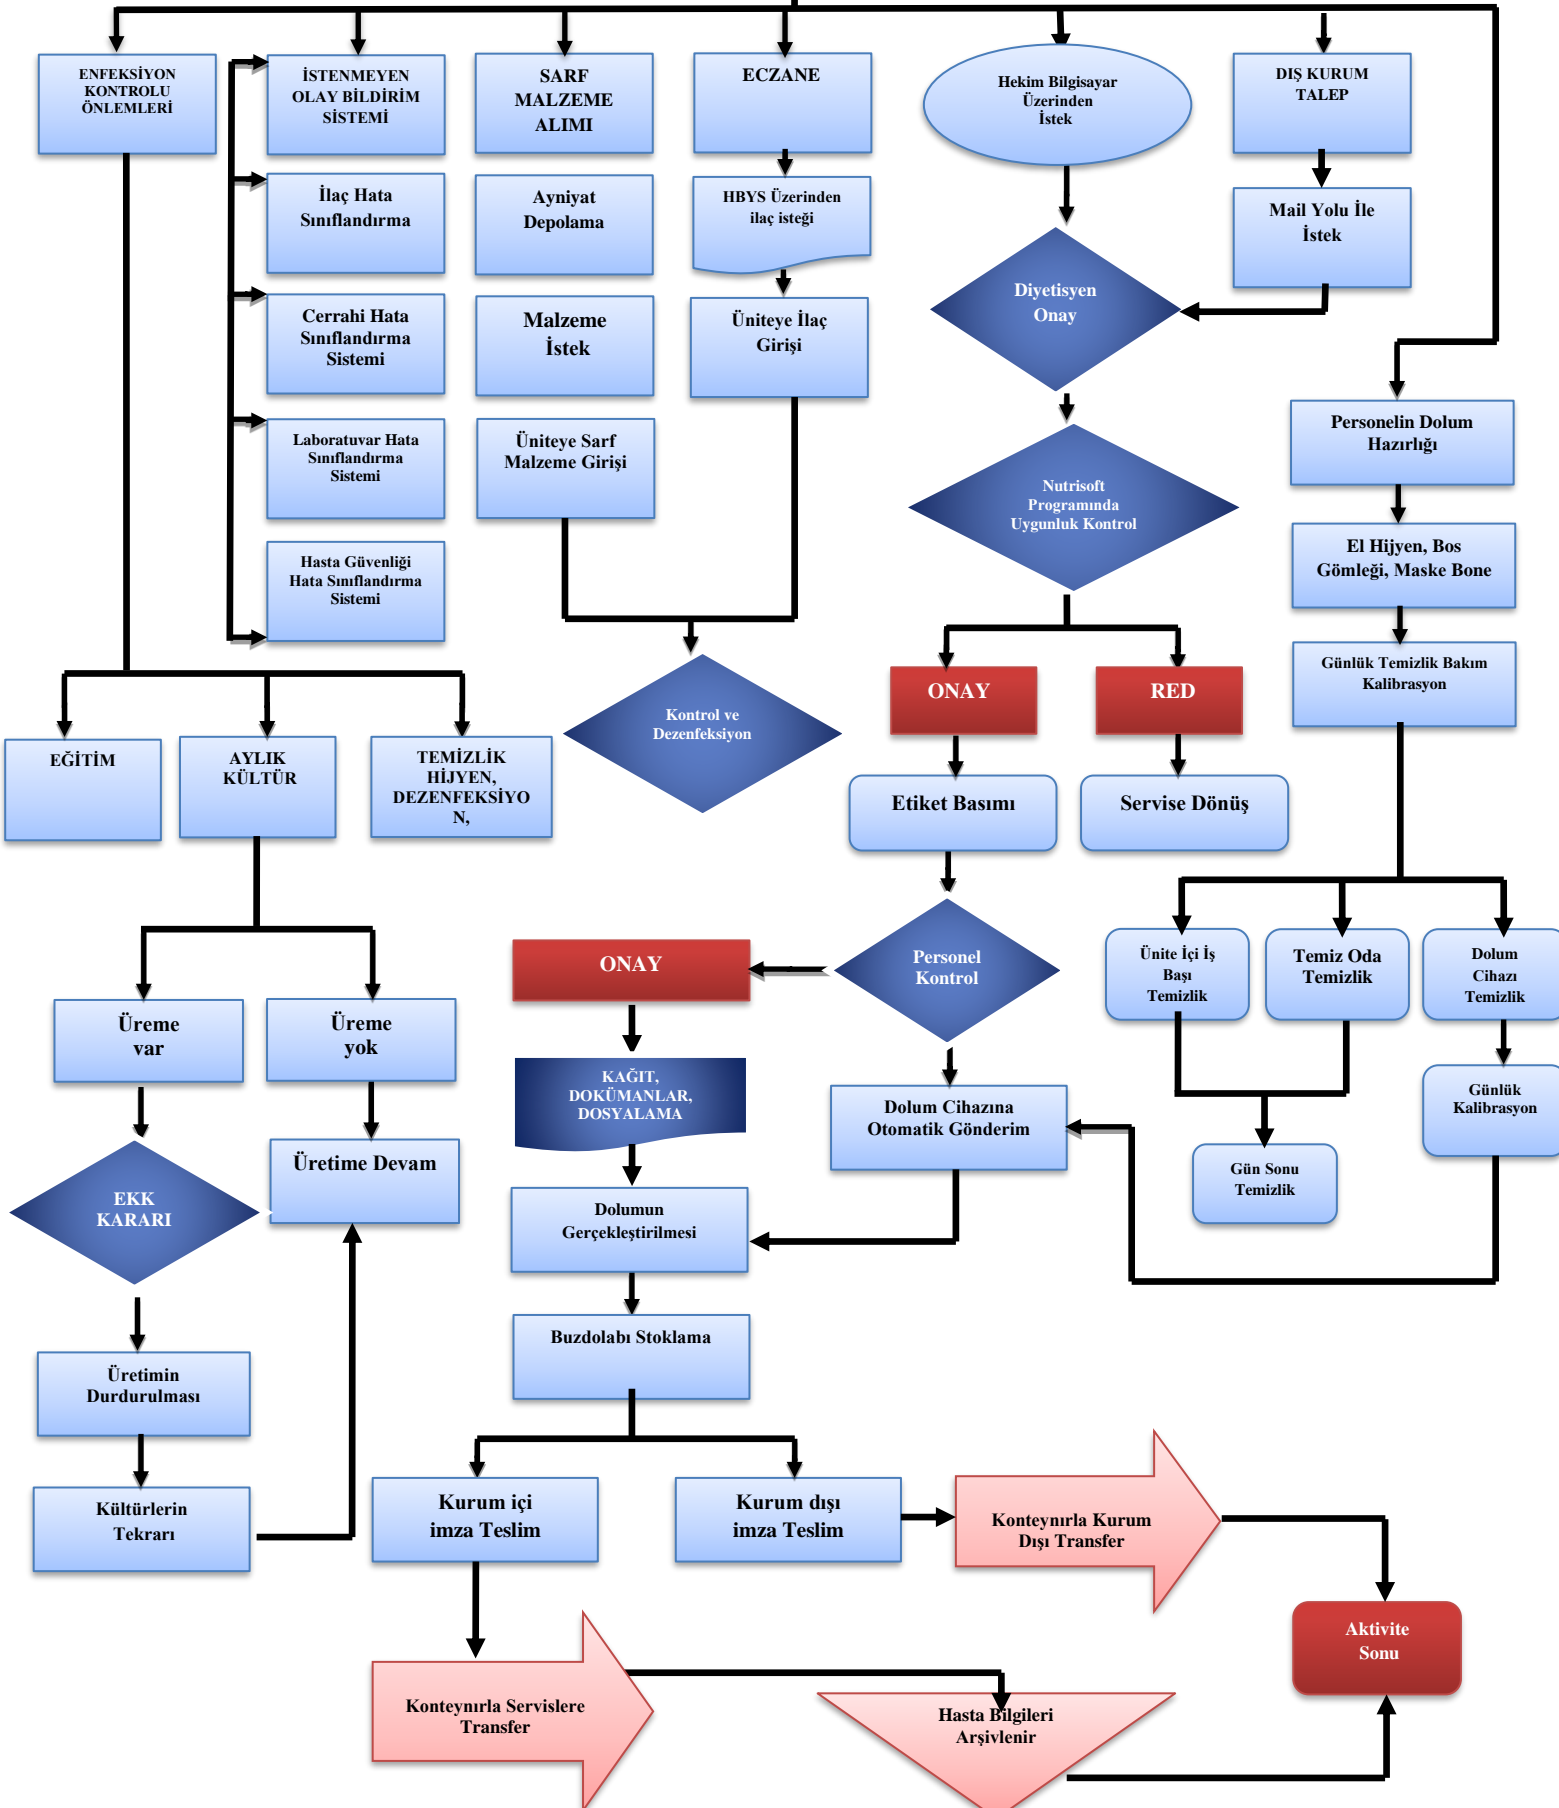 ENFEKSİYON
KONTROLU
ÖNLEMLERİ
İSTENMEYEN
OLAY BİLDİRİM
SİSTEMİ
SARF
MALZEME
ALIMI
ECZANE
Hekim Bilgisayar
Üzerinden
İstek
DIŞ KURUM
TALEP
İlaç Hata
Sınıflandırma
Ayniyat
Depolama
HBYS Üzerinden
ilaç isteği
Mail Yolu İle
İstek
Diyetisyen
Onay
Cerrahi Hata
Sınıflandırma
Sistemi
Malzeme
İstek
Üniteye İlaç
Girişi
Personelin Dolum
Hazırlığı
Laboratuvar Hata
Sınıflandırma
Sistemi
Üniteye Sarf
Malzeme Girişi
Nutrisoft
Programında
Uygunluk Kontrol
El Hijyen, Bos
Gömleği, Maske Bone
Hasta Güvenliği
Hata Sınıflandırma
Sistemi
Günlük Temizlik Bakım
Kalibrasyon
ONAY
RED
Kontrol ve
Dezenfeksiyon
EĞİTİM
AYLIK
KÜLTÜR
TEMİZLİK
HİJYEN,
DEZENFEKSİYO
N,
Etiket Basımı
Servise Dönüş
ONAY
Personel
Kontrol
Ünite İçi İş
Başı
Temizlik
Temiz Oda
Temizlik
Dolum
Cihazı
Temizlik
Üreme
var
Üreme
yok
KAĞIT,
DOKÜMANLAR,
DOSYALAMA
Dolum Cihazına
Otomatik Gönderim
Günlük
Kalibrasyon
Üretime Devam
EKK
KARARI
Gün Sonu
Temizlik
Dolumun
Gerçekleştirilmesi
Buzdolabı Stoklama
Üretimin
Durdurulması
Kültürlerin
Tekrarı
Kurum içi
imza Teslim
Kurum dışı
imza Teslim
Konteynırla Kurum
Dışı Transfer
Aktivite
Sonu
Konteynırla Servislere
Transfer
Hasta Bilgileri
Arşivlenir